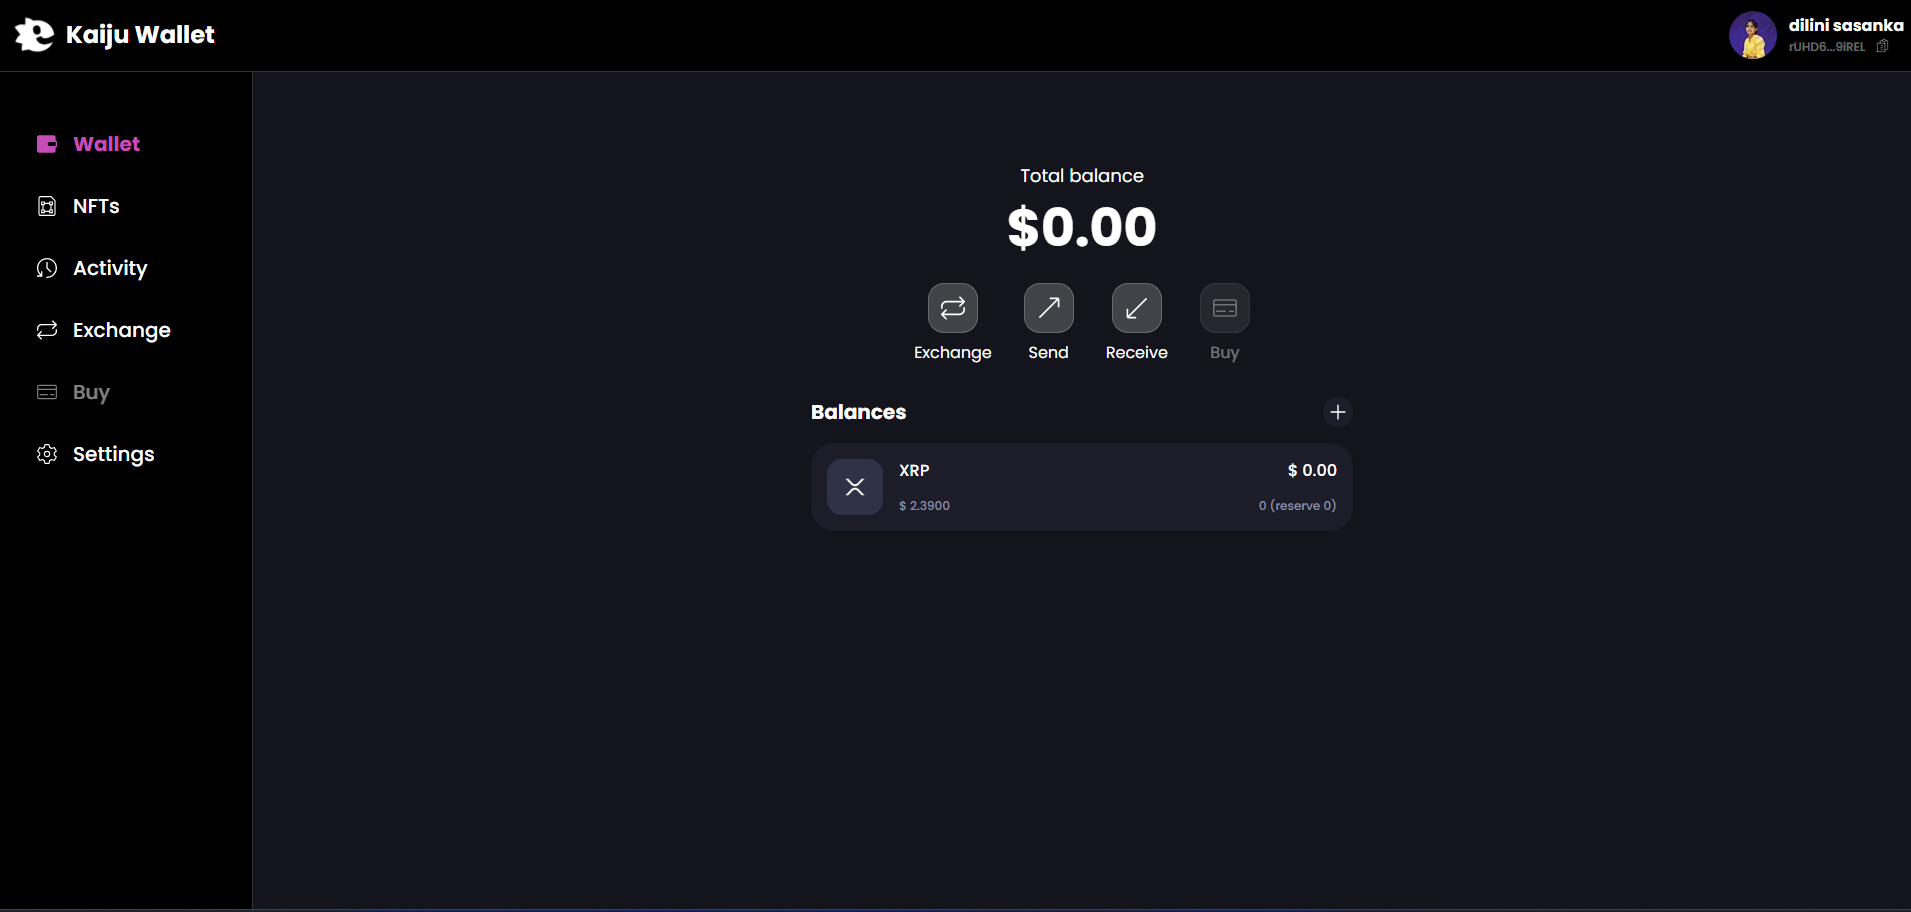 Kaiju Wallet
dilini sasanka
rUHD6...9iREL
Wallet
NFTs
Activity
Exchange
Buy
Settings
Total balance
$0.00
Exchange
Send
Receive
Buy
Balances
XRP
$ 0.00
$ 2.3900
0 (reserve 0)